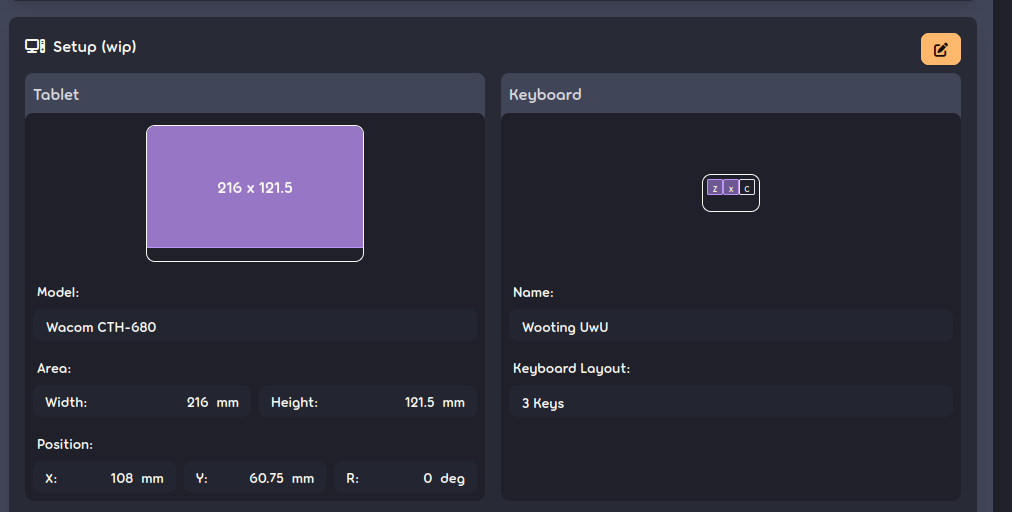 Setup (wip)
Tablet
216 x 121.5
Model:
Wacom CTH-680
Area:
Width: 216 mm Height: 121.5 mm
Position:
X: 108 mm Y: 60.75 mm R: 0 deg
Keyboard
z x c
Name:
Wooting UwU
Keyboard Layout:
3 Keys